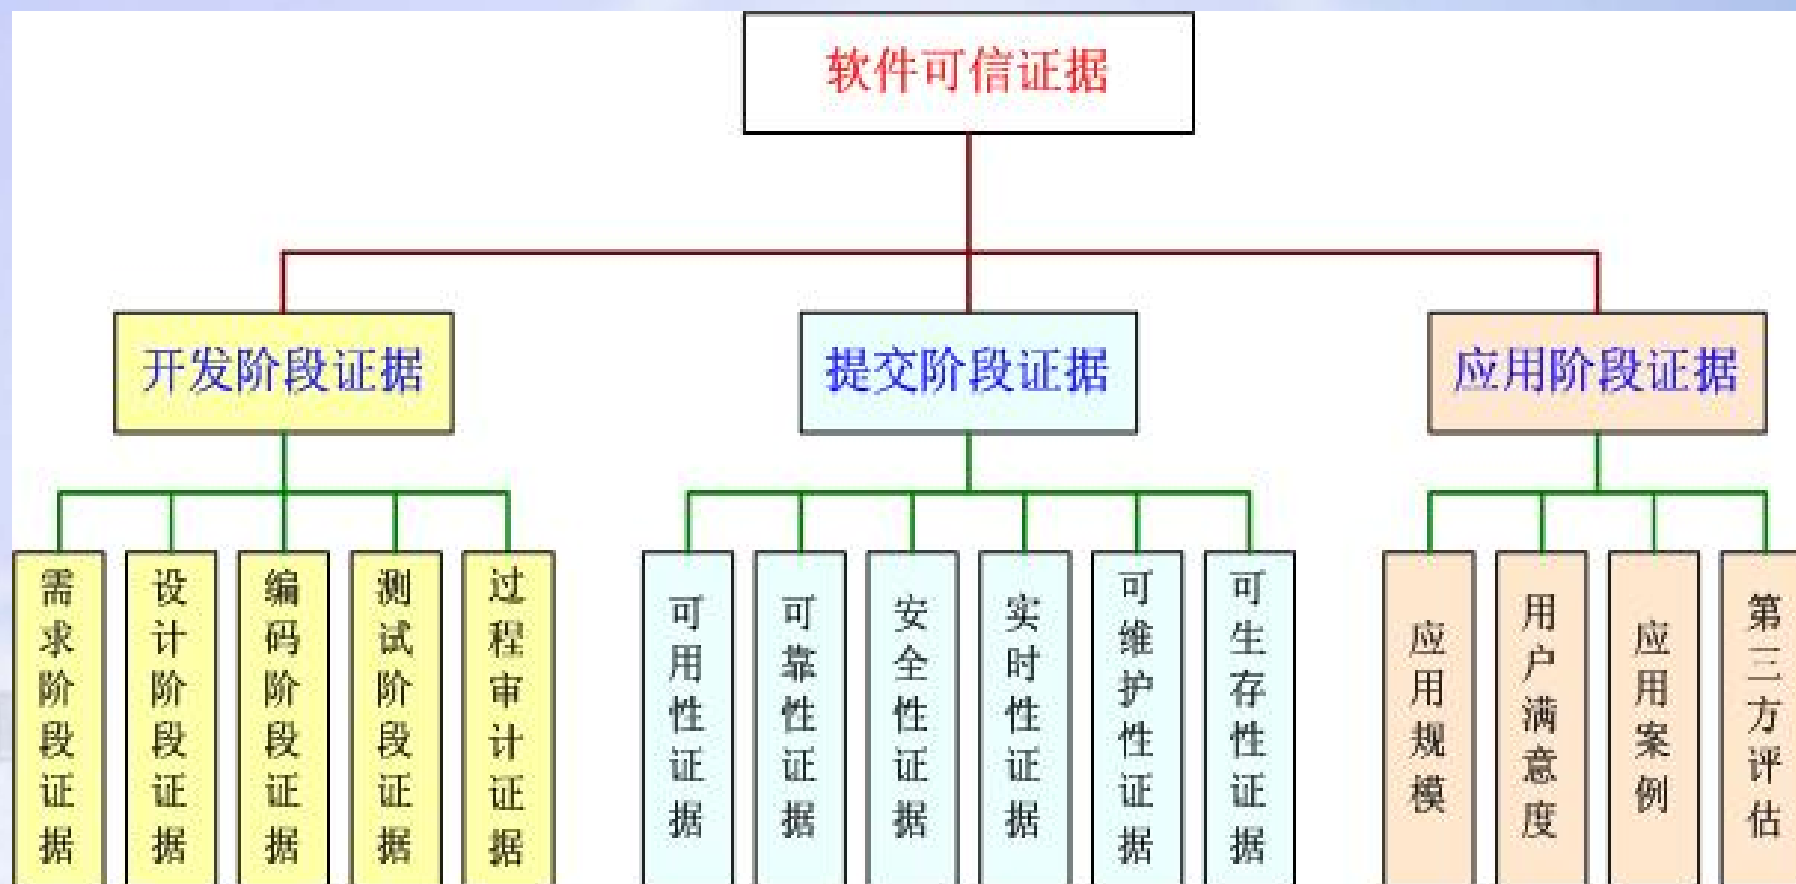 软件可信证据
开发阶段证据
提交阶段证据
应用阶段证据
需求阶段证据
设计阶段证据
编码阶段证据
测试阶段证据
过程审计证据
可用性证据
可靠性证据
安全性证据
实时性证据
可维护性证据
可生存性证据
应用规模
用户满意度
应用案例
第三方评估